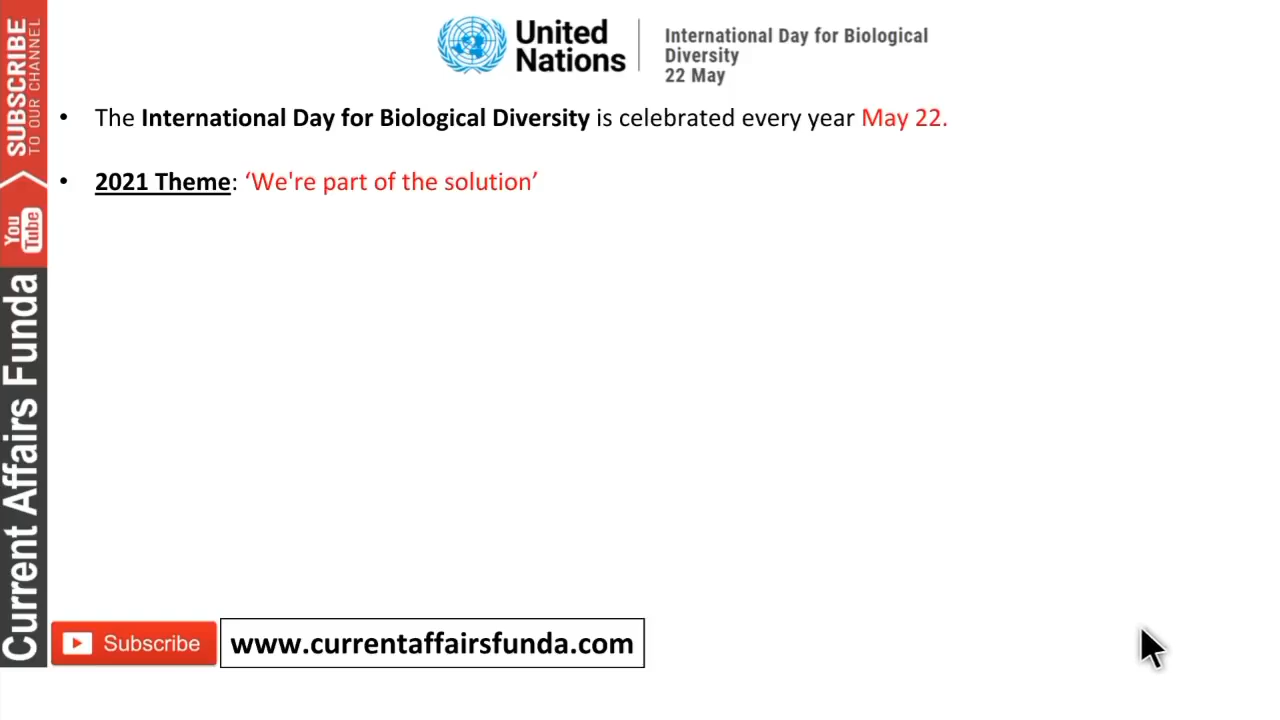 United
Nations
International Day for Biological
Diversity
22 May
• The International Day for Biological Diversity is celebrated every year May 22.
• 2021 Theme: ‘We're part of the solution’
SUBSCRIBE
TO OUR CHANNEL
You
Tube
Current Affairs Funda
Subscribe
www.currentaffairsfunda.com